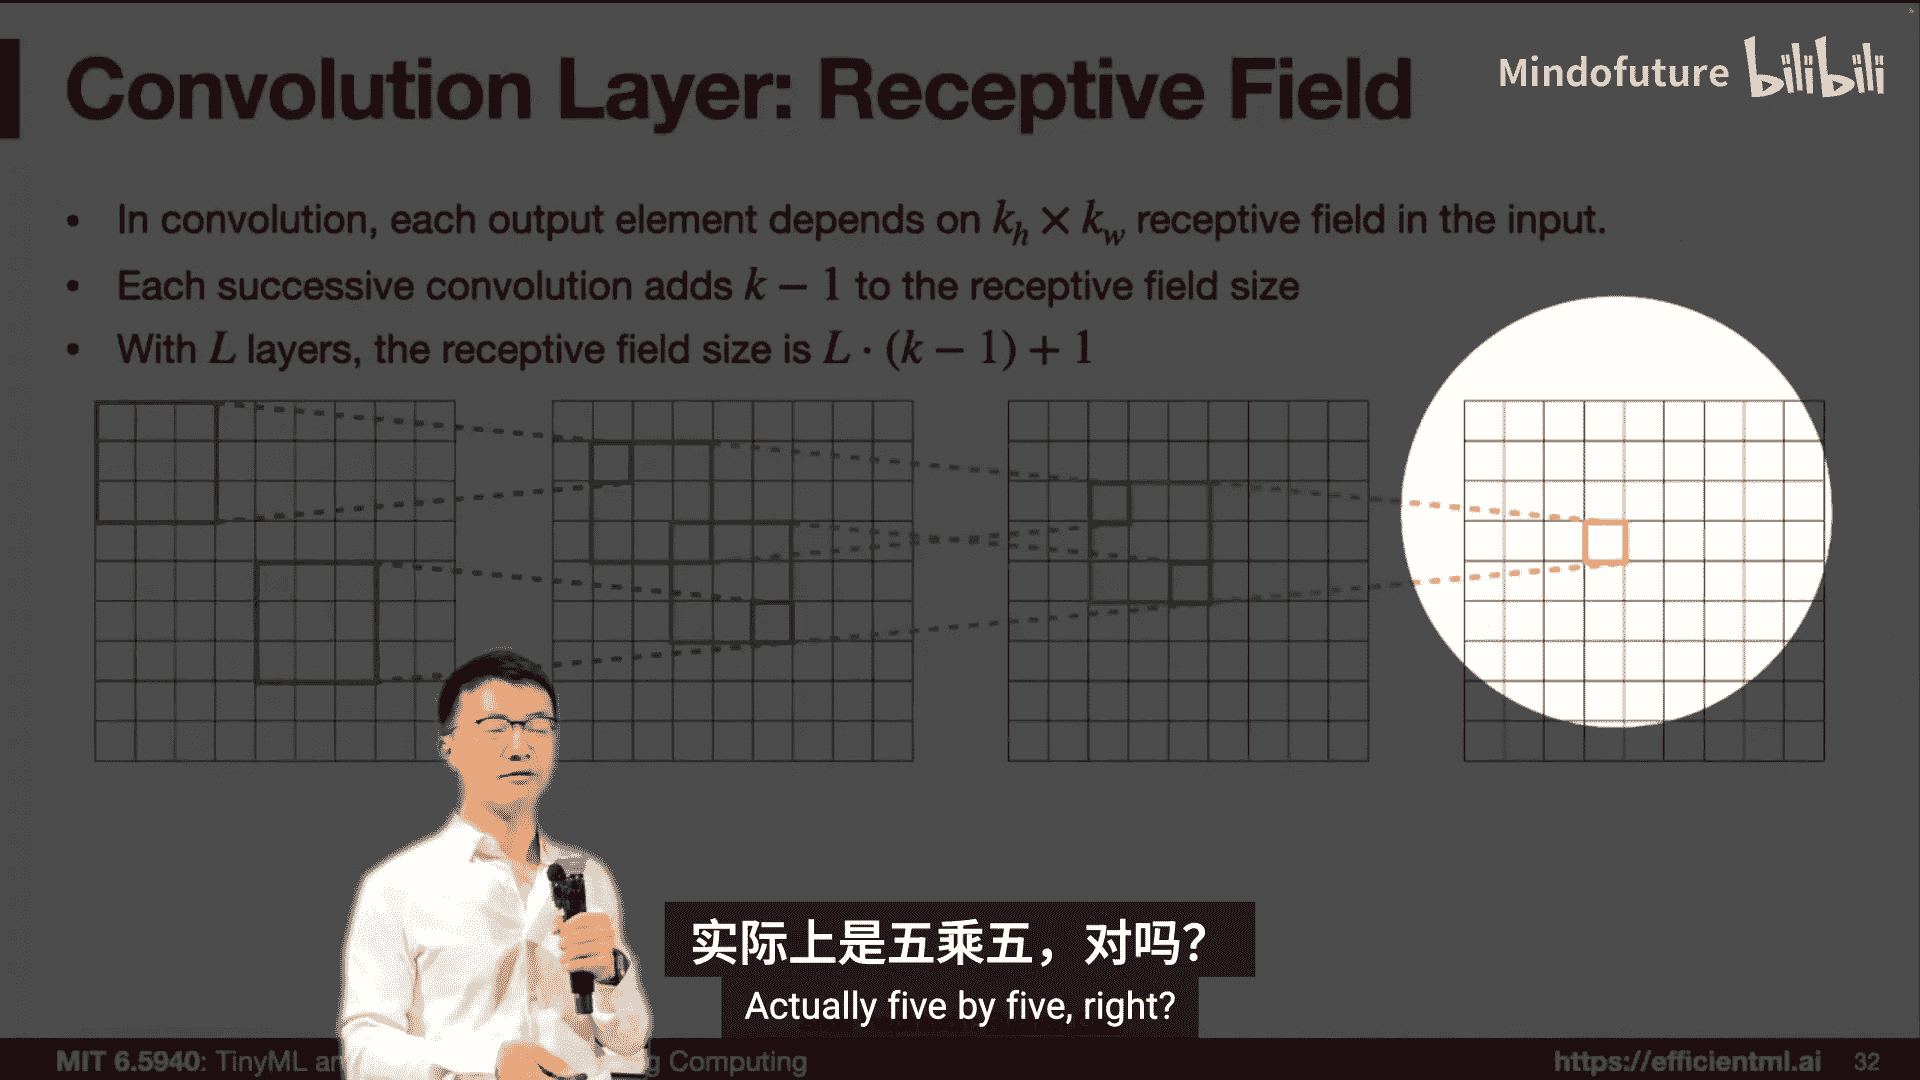 Convolution Layer: Receptive Field
Mindofuture bilibili
• In convolution, each output element depends on kₕ × k_w receptive field in the input.
• Each successive convolution adds k − 1 to the receptive field size
• With L layers, the receptive field size is L · (k − 1) + 1
实际上是五乘五，对吗？
Actually five by five, right?
MIT 6.5940: TinyML
Computing
https://efficientml.ai 32